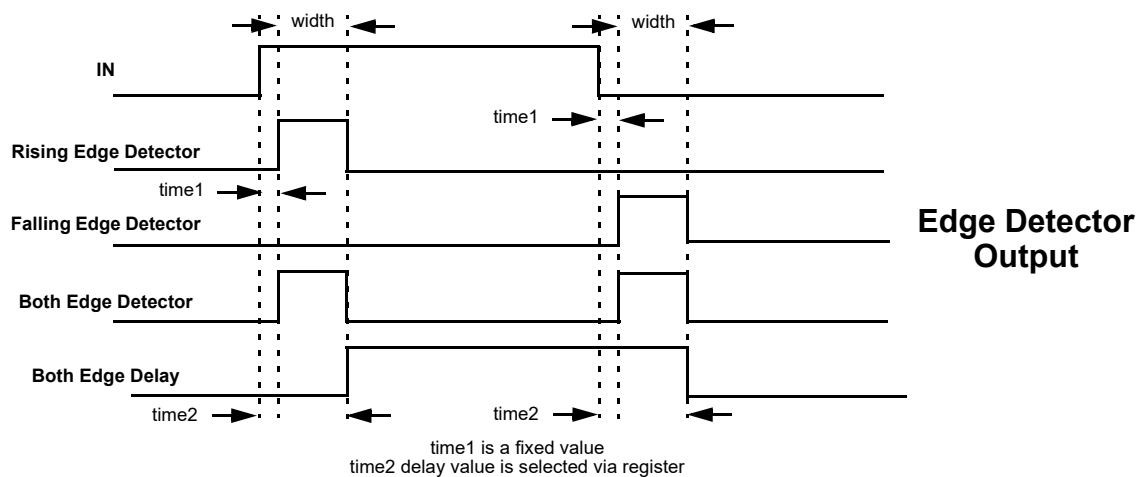 width
width
IN
time1
Rising Edge Detector
time1
Falling Edge Detector
Edge Detector
Output
Both Edge Detector
Both Edge Delay
time2
time2
time1 is a fixed value
time2 delay value is selected via register